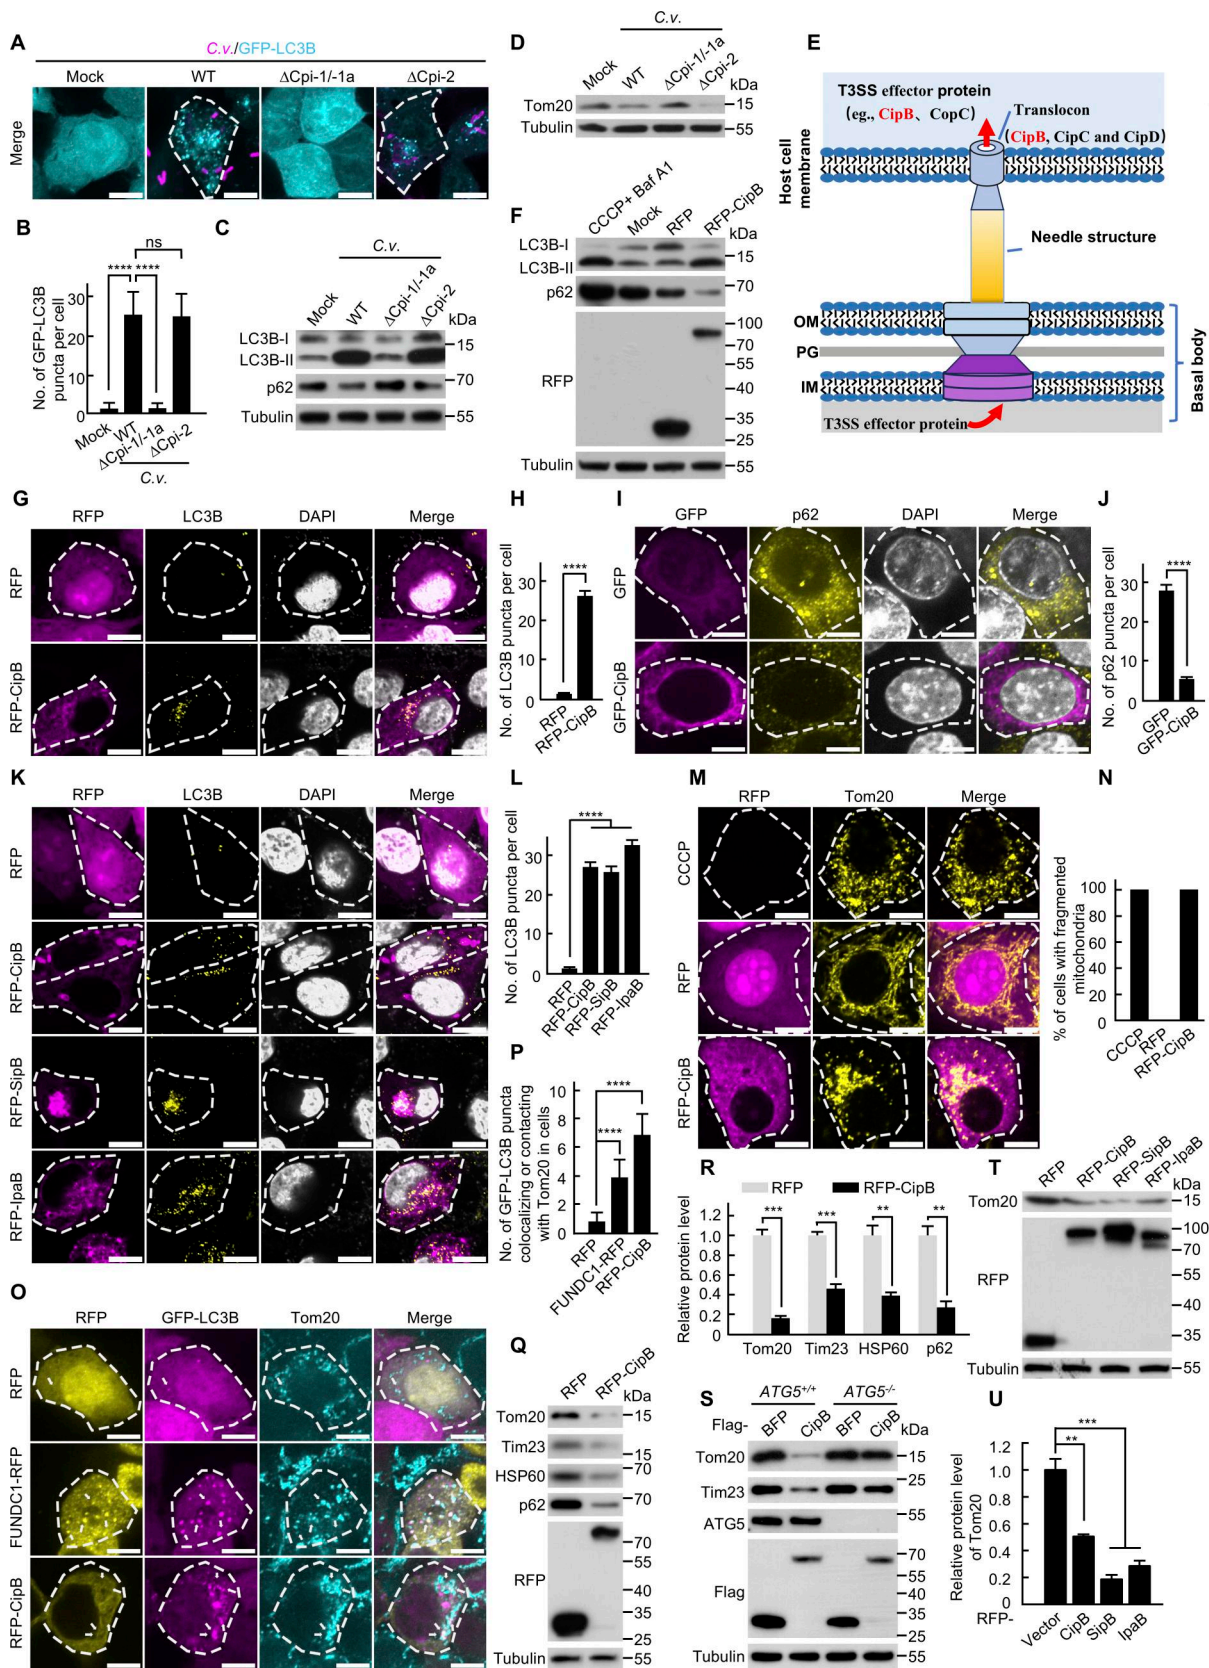 A
C.v./GFP-LC3B
Mock WT ΔCpi-1/-1a ΔCpi-2
Merge
B
No. of GFP-LC3B puncta per cell
30
20
10
0
**** ****
ns
Mock WT ΔCpi-1/-1a ΔCpi-2
C.v.
C
C.v.
Mock WT ΔCpi-1/-1a ΔCpi-2
kDa
LC3B-I
15
LC3B-II
p62
70
Tubulin
55
D
C.v.
Mock WT ΔCpi-1/-1a ΔCpi-2
kDa
Tom20
15
Tubulin
55
E
T3SS effector protein
(eg., CipB、CopC)
Translocon
(CipB, CipC and CipD)
Host cell membrane
Needle structure
OM
PG
IM
Basal body
T3SS effector protein
F
CCCP+ Baf A1 Mock RFP RFP-CipB
kDa
LC3B-I
15
LC3B-II
p62
70
100
70
55
RFP
40
35
25
Tubulin
55
G
RFP LC3B DAPI Merge
RFP
RFP-CipB
H
No. of LC3B puncta per cell
30
20
10
0
****
RFP RFP-CipB
I
GFP p62 DAPI Merge
GFP
GFP-CipB
J
No. of p62 puncta per cell
30
20
10
0
****
GFP GFP-CipB
K
RFP LC3B DAPI Merge
RFP
RFP-CipB
RFP-SipB
RFP-IpaB
L
No. of LC3B puncta per cell
30
20
10
0
****
RFP RFP-CipB RFP-SipB RFP-IpaB
M
RFP Tom20 Merge
CCCP
RFP
RFP-CipB
N
% of cells with fragmented mitochondria
100
80
60
40
20
0
CCCP RFP RFP-CipB
O
RFP GFP-LC3B Tom20 Merge
RFP
FUNDC1-RFP
RFP-CipB
P
No. of GFP-LC3B puncta colocalizing or contacting with Tom20 in cells
10
8
6
4
2
0
****
****
RFP FUNDC1-RFP RFP-CipB
Q
RFP RFP-CipB
kDa
Tom20
15
Tim23
15
HSP60
70
55
p62
70
70
55
RFP
40
35
25
Tubulin
55
R
RFP RFP-CipB
Relative protein level
1.2
1.0
0.8
0.6
0.4
0.2
0
*** *** ** **
Tom20 Tim23 HSP60 p62
S
ATG5+/+ ATG5-/-
Flag- BFP CipB BFP CipB
kDa
Tom20
15
Tim23
25
15
ATG5
55
70
55
Flag
40
35
25
Tubulin
55
T
RFP RFP-CipB RFP-SipB RFP-IpaB
kDa
Tom20
15
100
70
RFP
55
40
35
Tubulin
55
U
Relative protein level of Tom20
1.2
1.0
0.8
0.6
0.4
0.2
0
***
**
RFP- Vector CipB SipB IpaB